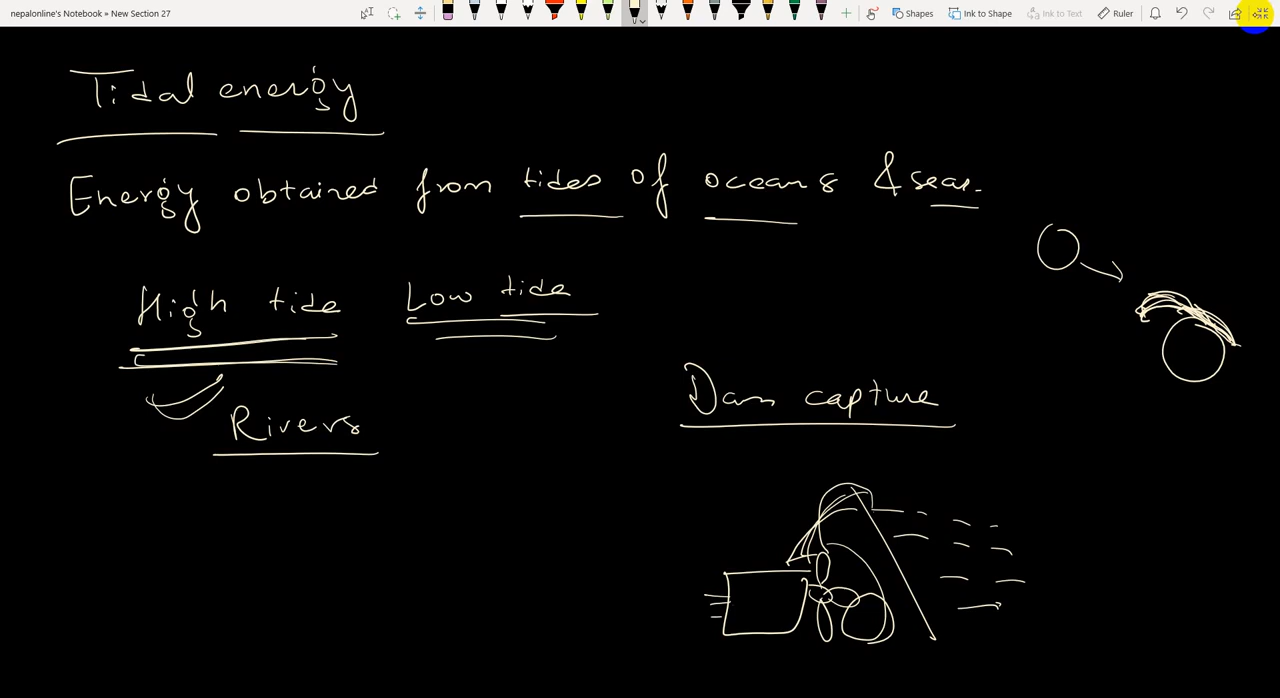 nepalonline's Notebook » New Section 27
Shapes
Ink to Shape
Ink to Text
Ruler
Tidal energy
Energy obtained from tides of oceans & seas.
High tide Low tide
Rivers
Dam capture